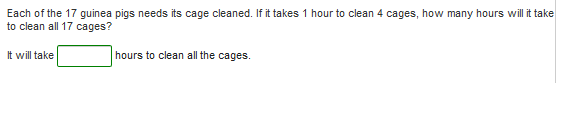 Each of the 17 guinea pigs needs its cage cleaned. If it takes 1 hour to clean 4 cages, how many hours will it take
to clean all 17 cages?
It will take hours to clean all the cages.